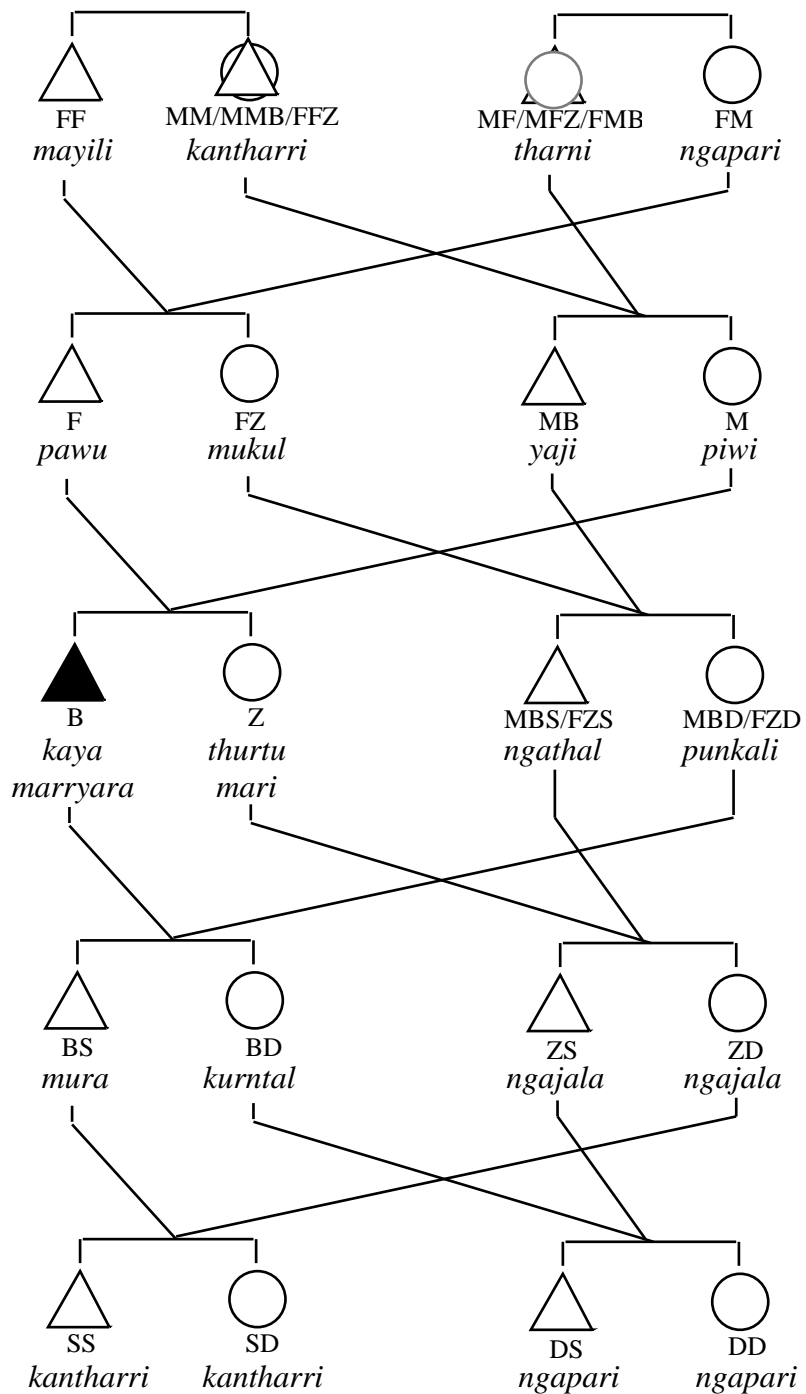 FF MM/MMB/FFZ MF/MFZ/FMB FM
mayili kantharri tharni ngapari
F FZ MB M
pawu mukul yaji piwi
B Z MBS/FZS MBD/FZD
kaya thurtu ngathal punkali
marryara mari
BS BD ZS ZD
mura kurntal ngajala ngajala
SS SD DS DD
kantharri kantharri ngapari ngapari